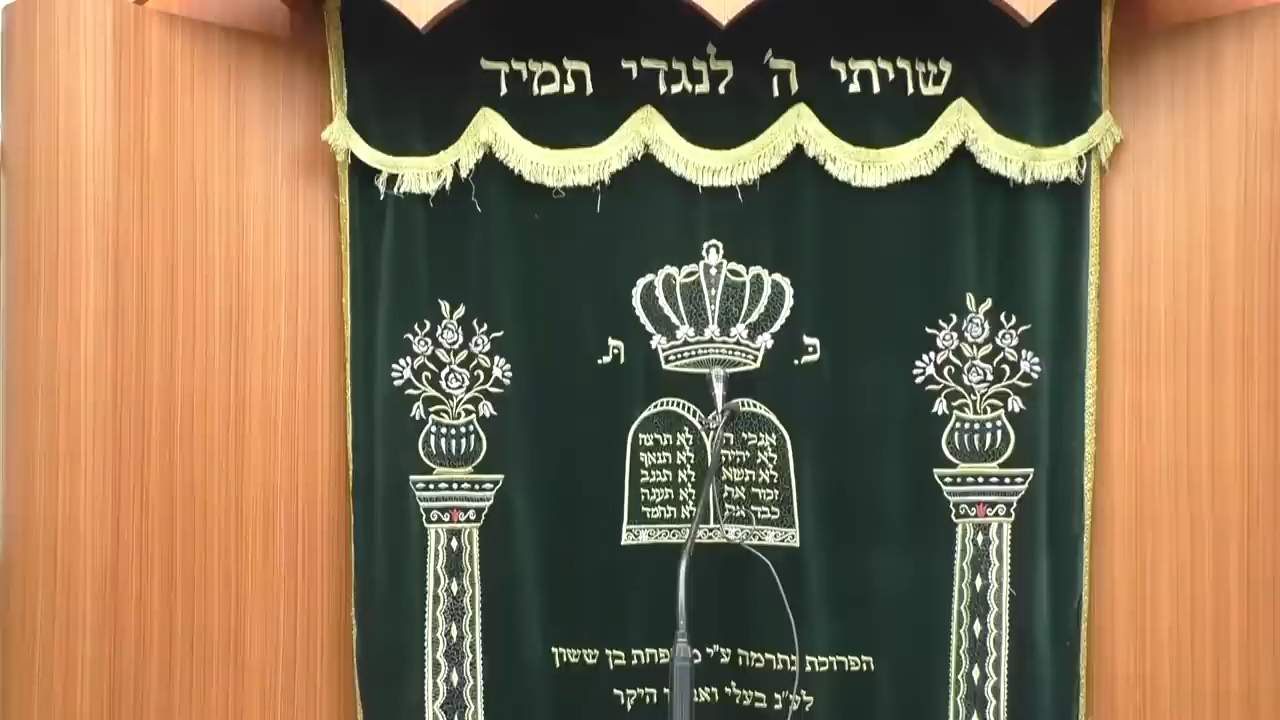 שויתי ה' לנגדי תמיד
כ. ת.
אנכי ה
לא יהיה
לא תשא
זכור את
כבד את
לא תרצח
לא תנאף
לא תגנב
לא תענה
לא תחמד
הפרוכת נתרמה ע"י משפחת בן ששון
לע"נ בעלי היקר